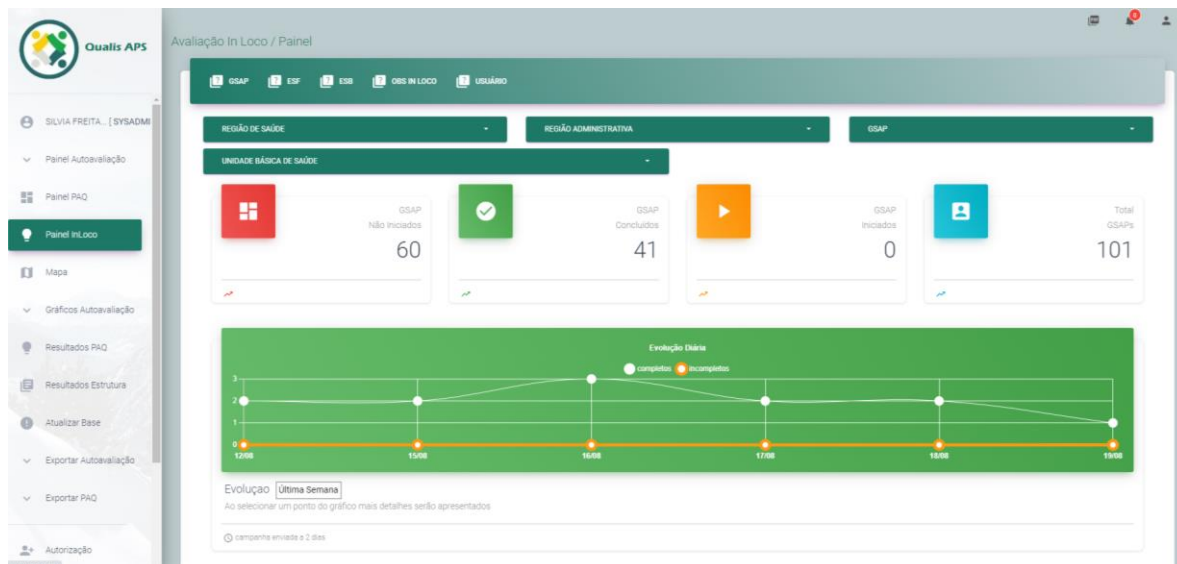 Qualis APS
SILVIA FREITA... [ SYSADMI
Painel Autoavaliação
Painel PAQ
Painel InLoco
Mapa
Gráficos Autoavaliação
Resultados PAQ
Resultados Estrutura
Atualizar Base
Exportar Autoavaliação
Exportar PAQ
Autorização
Avaliação In Loco / Painel
GSAP ESF ESB OBS IN LOCO USUÁRIO
REGIÃO DE SAÚDE REGIÃO ADMINISTRATIVA GSAP
UNIDADE BÁSICA DE SAÚDE
GSAP
Não Iniciados
60
GSAP
Concluídos
41
GSAP
Iniciados
0
Total
GSAPs
101
Evolução Diária
completos incompletos
3
2
1
0
12/08 15/08 16/08 17/08 18/08 19/08
Evoluçao Última Semana
Ao selecionar um ponto do gráfico mais detalhes serão apresentados
campanha enviada a 2 dias